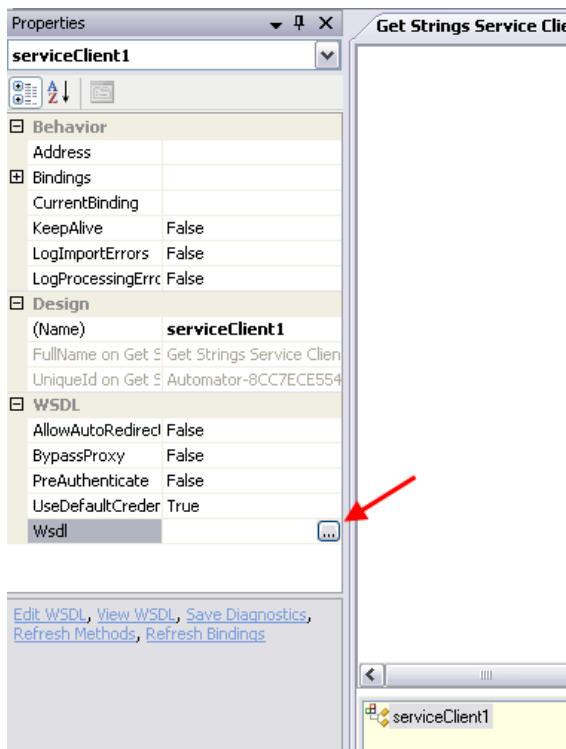 Properties
Get Strings Service Clie
serviceClient1
Behavior
Address
Bindings
CurrentBinding
KeepAlive False
LogImportErrors False
LogProcessingErrc False
Design
(Name) serviceClient1
FullName on Get S Get Strings Service Clien
UniqueId on Get S Automator-8CC7ECE554
WSDL
AllowAutoRedirect False
BypassProxy False
PreAuthenticate False
UseDefaultCreder True
Wsdl ...
Edit WSDL, View WSDL, Save Diagnostics,
Refresh Methods, Refresh Bindings
serviceClient1